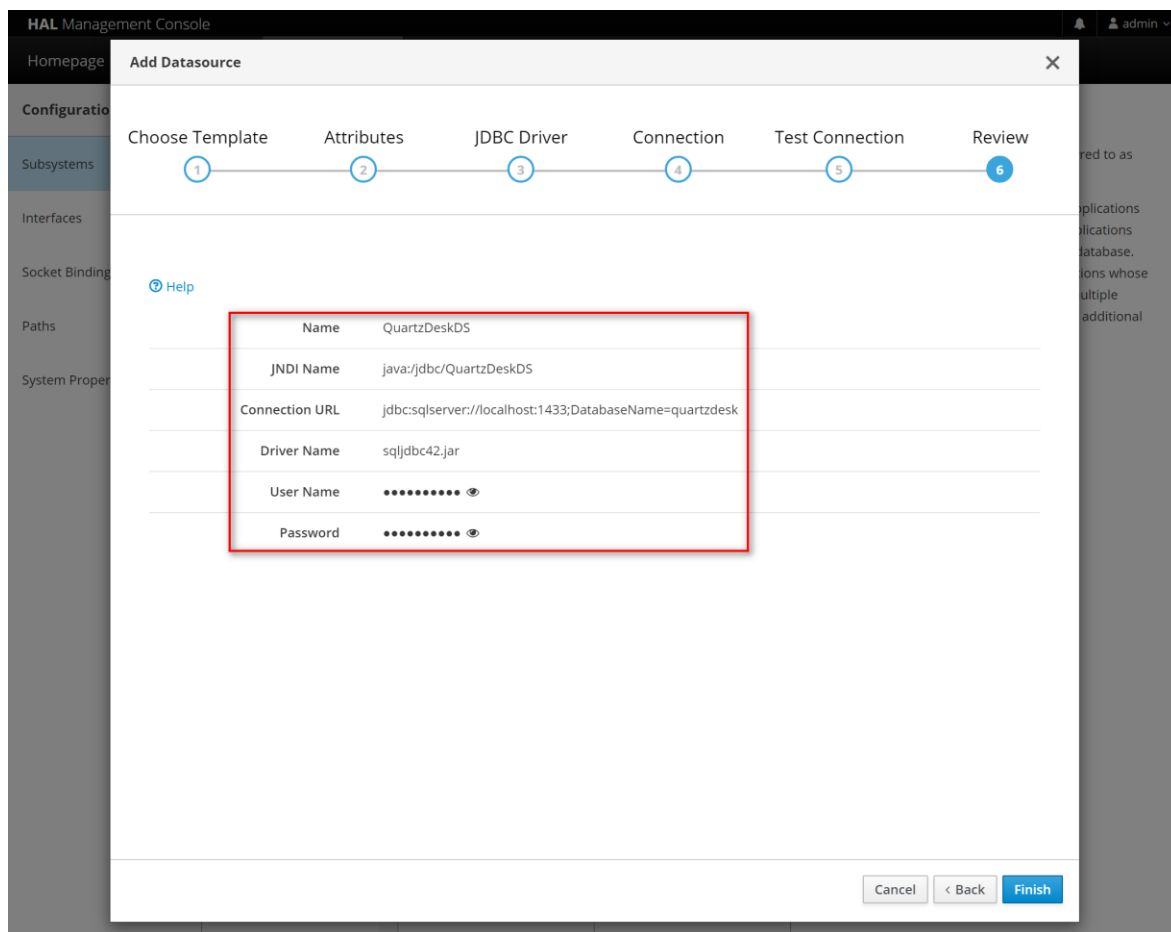 HAL Management Console
admin
Homepage
Add Datasource
Configuratio
Choose Template
Attributes
JDBC Driver
Connection
Test Connection
Review
1
2
3
4
5
6
Subsystems
Interfaces
Socket Binding
Paths
System Proper
Help
Name QuartzDeskDS
JNDI Name java:/jdbc/QuartzDeskDS
Connection URL jdbc:sqlserver://localhost:1433;DatabaseName=quartzdesk
Driver Name sqljdbc42.jar
User Name ••••••••••
Password ••••••••••
red to as
pplications
plications
database.
ions whose
ultiple
additional
Cancel
< Back
Finish